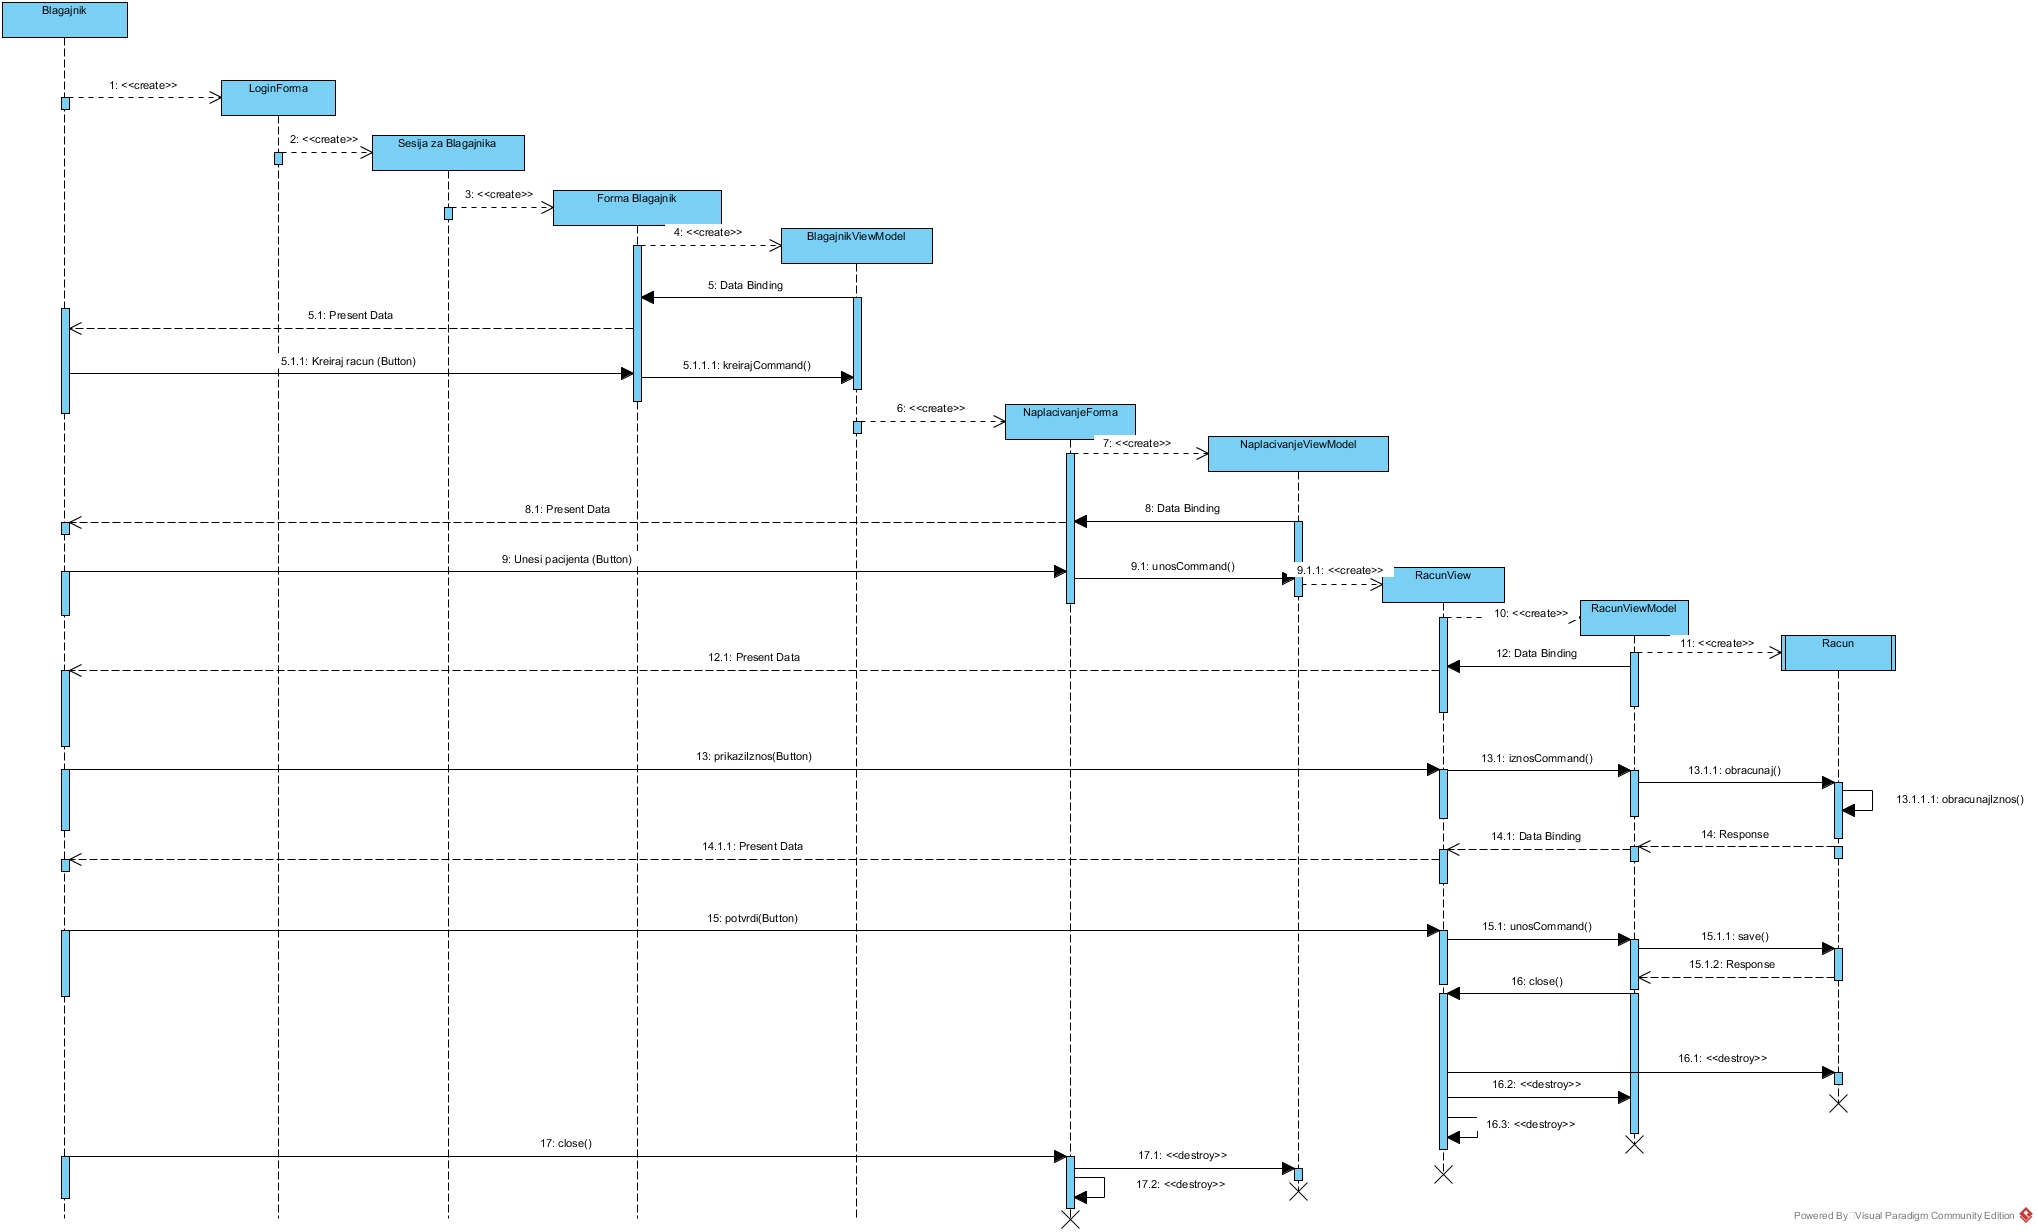 Blagajnik
1: <<create>>
LoginForma
2: <<create>>
Sesija za Blagajnika
3: <<create>>
Forma Blagajnik
4: <<create>>
BlagajnikViewModel
5: Data Binding
5.1: Present Data
5.1.1: Kreiraj racun (Button)
5.1.1.1: kreirajCommand()
6: <<create>>
NaplacivanjeForma
7: <<create>>
NaplacivanjeViewModel
8.1: Present Data
8: Data Binding
9: Unesi pacijenta (Button)
9.1: unosCommand()
9.1.1: <<create>>
RacunView
10: <<create>>
RacunViewModel
11: <<create>>
Racun
12.1: Present Data
12: Data Binding
13: prikaziIznos(Button)
13.1: iznosCommand()
13.1.1: obracunaj()
13.1.1.1: obracunajIznos()
14.1.1: Present Data
14.1: Data Binding
14: Response
15: potvrdi(Button)
15.1: unosCommand()
15.1.1: save()
15.1.2: Response
16: close()
16.1: <<destroy>>
16.2: <<destroy>>
16.3: <<destroy>>
17: close()
17.1: <<destroy>>
17.2: <<destroy>>
Powered By Visual Paradigm Community Edition